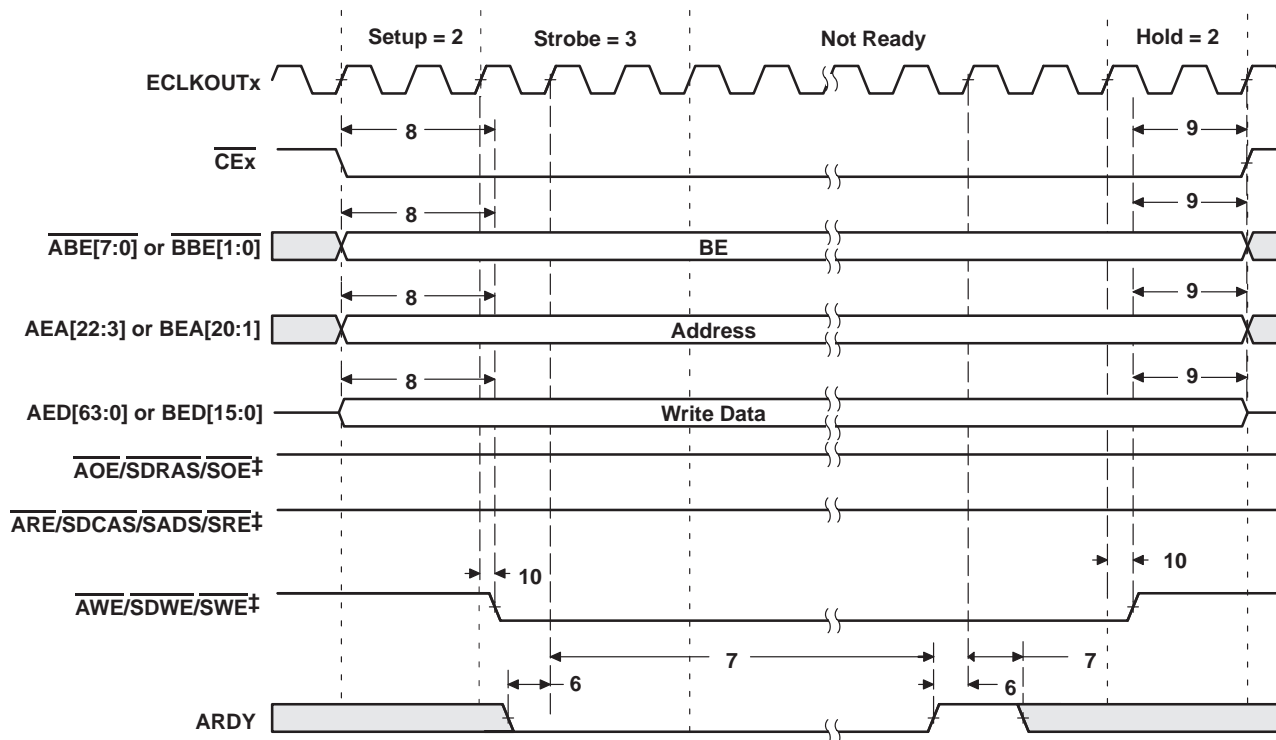 Setup = 2 Strobe = 3 Not Ready Hold = 2
ECLKOUTx
8 9
CEx
8 9
ABE[7:0] or BBE[1:0] BE
8 9
AEA[22:3] or BEA[20:1] Address
8 9
AED[63:0] or BED[15:0] Write Data
AOE/SDRAS/SOE‡
ARE/SDCAS/SADS/SRE‡
10 10
AWE/SDWE/SWE‡
7 7
6 6
ARDY